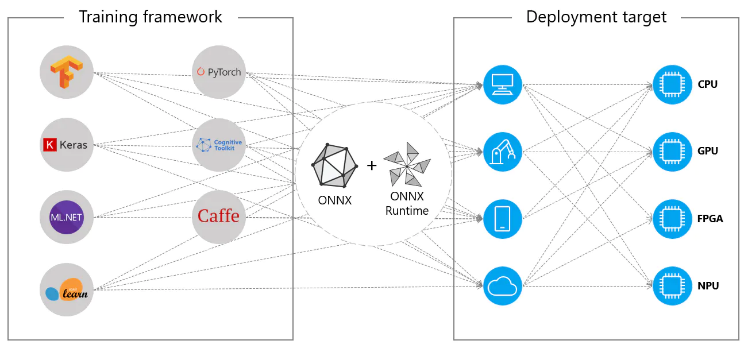 Training framework
Deployment target
PyTorch
K Keras
Cognitive
Toolkit
ML.NET
Caffe
learn
ONNX
+
ONNX
Runtime
CPU
GPU
FPGA
NPU